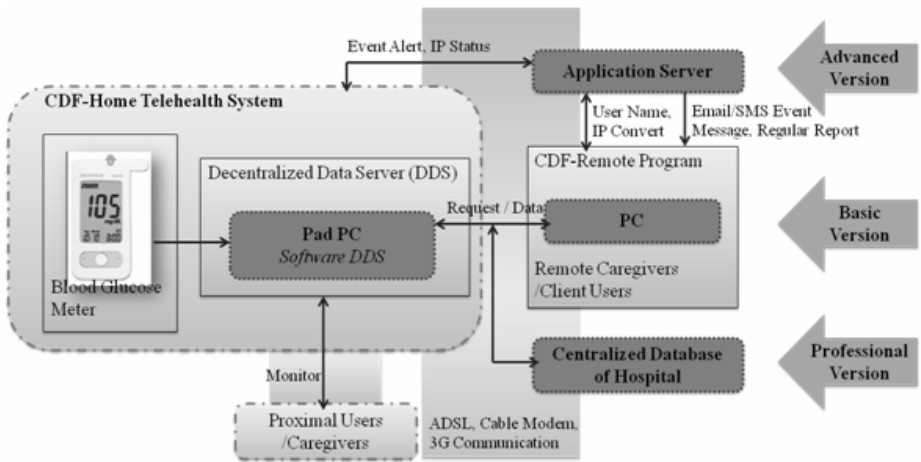 Event Alert, IP Status
Application Server
Advanced
Version
CDF-Home Telehealth System
User Name,
IP Convert
Email/SMS Event
Message, Regular Report
CDF-Remote Program
Decentralized Data Server (DDS)
105
Request / Data
Pad PC
Software DDS
PC
Basic
Version
Blood Glucose
Meter
Remote Caregivers
/Client Users
Monitor
Centralized Database
of Hospital
Professional
Version
Proximal Users
/Caregivers
ADSL, Cable Modem,
3G Communication